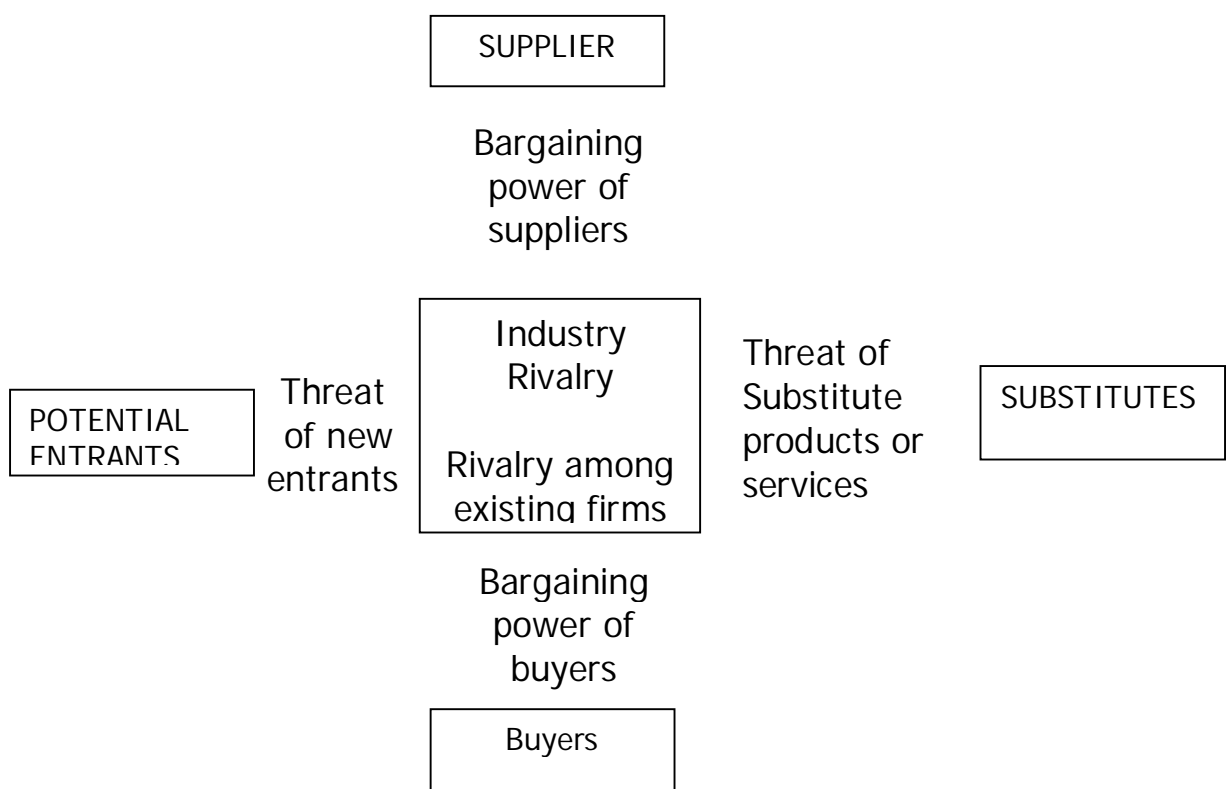 SUPPLIER
Bargaining
power of
suppliers
POTENTIAL
ENTRANTS
Threat
of new
entrants
Industry
Rivalry
Rivalry among
existing firms
Threat of
Substitute
products or
services
SUBSTITUTES
Bargaining
power of
buyers
Buyers